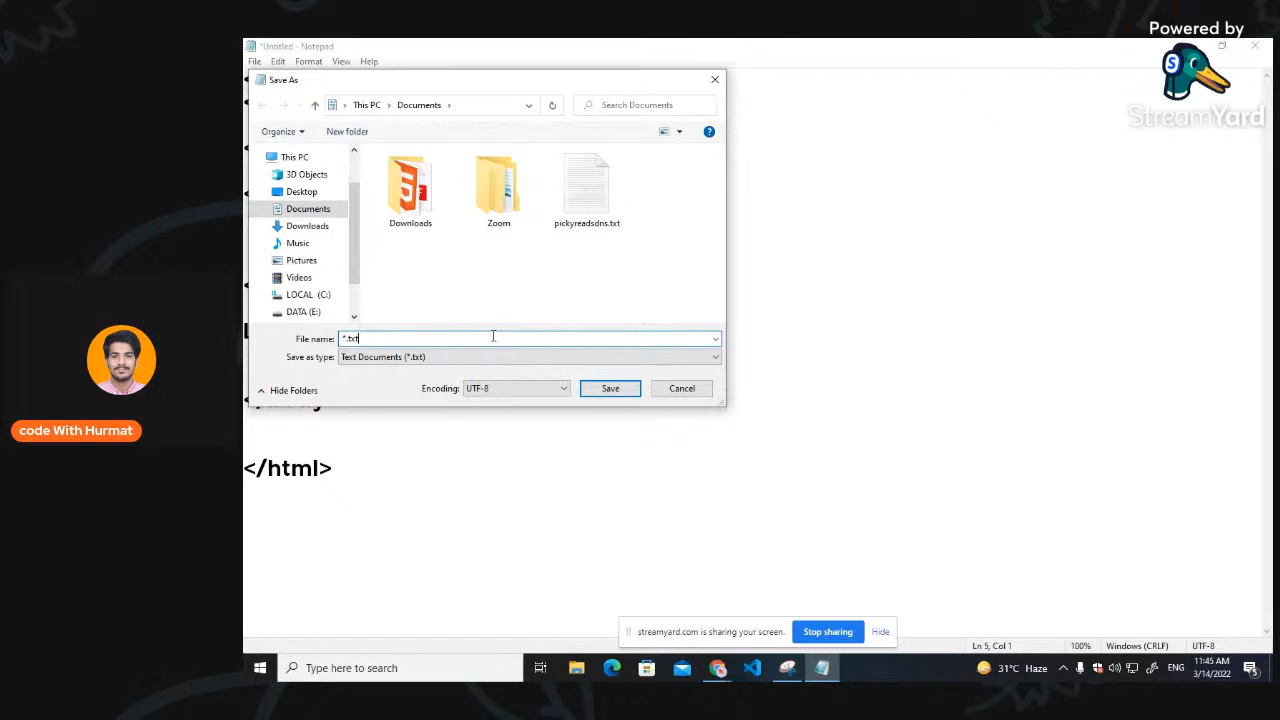 Powered by
StreamYard
*Untitled - Notepad
File Edit Format View Help
Save As
This PC Documents
Search Documents
Organize New folder
This PC
3D Objects
Desktop
Documents
Downloads
Music
Pictures
Videos
LOCAL (C:)
DATA (E:)
Downloads
Zoom
pickyreadsdns.txt
File name: *.txt
Save as type: Text Documents (*.txt)
Hide Folders
Encoding: UTF-8
Save
Cancel
</html>
code With Hurmat
streamyard.com is sharing your screen.
Stop sharing
Hide
Ln 5, Col 1
100%
Windows (CRLF)
UTF-8
Type here to search
31°C Haze
ENG
11:45 AM
3/14/2022
5